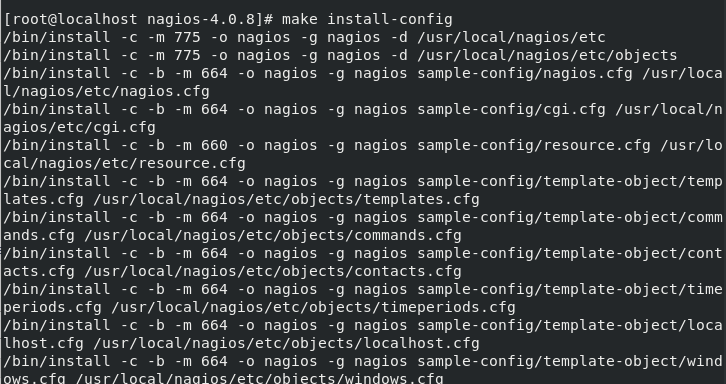 [root@localhost nagios-4.0.8]# make install-config
/bin/install -c -m 775 -o nagios -g nagios -d /usr/local/nagios/etc
/bin/install -c -m 775 -o nagios -g nagios -d /usr/local/nagios/etc/objects
/bin/install -c -b -m 664 -o nagios -g nagios sample-config/nagios.cfg /usr/loca
l/nagios/etc/nagios.cfg
/bin/install -c -b -m 664 -o nagios -g nagios sample-config/cgi.cfg /usr/local/n
agios/etc/cgi.cfg
/bin/install -c -b -m 660 -o nagios -g nagios sample-config/resource.cfg /usr/lo
cal/nagios/etc/resource.cfg
/bin/install -c -b -m 664 -o nagios -g nagios sample-config/template-object/temp
lates.cfg /usr/local/nagios/etc/objects/templates.cfg
/bin/install -c -b -m 664 -o nagios -g nagios sample-config/template-object/comm
ands.cfg /usr/local/nagios/etc/objects/commands.cfg
/bin/install -c -b -m 664 -o nagios -g nagios sample-config/template-object/cont
acts.cfg /usr/local/nagios/etc/objects/contacts.cfg
/bin/install -c -b -m 664 -o nagios -g nagios sample-config/template-object/time
periods.cfg /usr/local/nagios/etc/objects/timeperiods.cfg
/bin/install -c -b -m 664 -o nagios -g nagios sample-config/template-object/loca
lhost.cfg /usr/local/nagios/etc/objects/localhost.cfg
/bin/install -c -b -m 664 -o nagios -g nagios sample-config/template-object/wind
ows.cfg /usr/local/nagios/etc/objects/windows.cfg